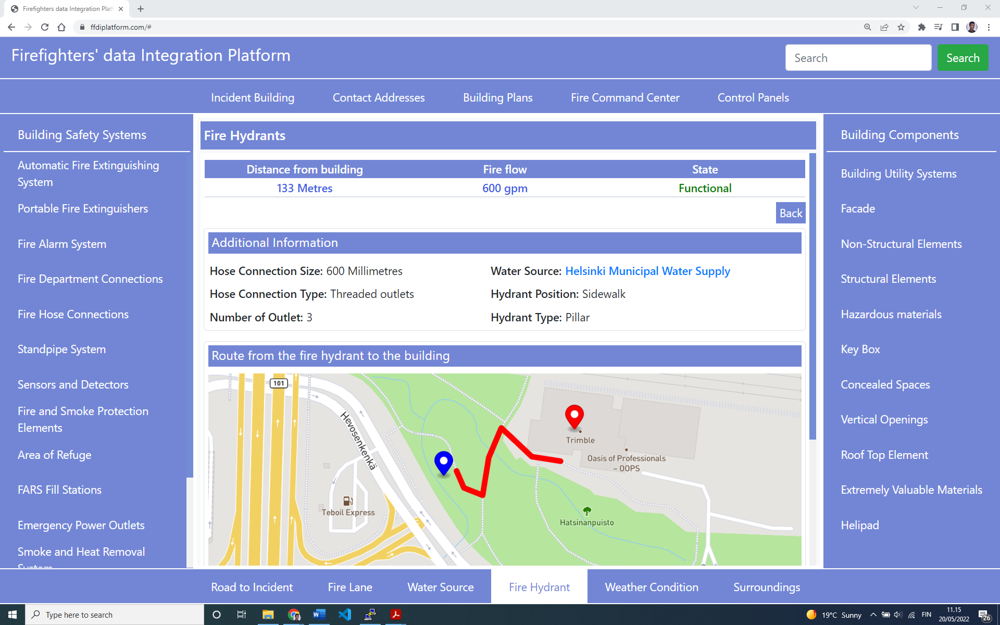 Firefighters data Integration Plat
ffdiplatform.com/#
Firefighters' data Integration Platform
Search
Search
Incident Building
Contact Addresses
Building Plans
Fire Command Center
Control Panels
Building Safety Systems
Automatic Fire Extinguishing
System
Portable Fire Extinguishers
Fire Alarm System
Fire Department Connections
Fire Hose Connections
Standpipe System
Sensors and Detectors
Fire and Smoke Protection
Elements
Area of Refuge
FARS Fill Stations
Emergency Power Outlets
Smoke and Heat Removal
System
Fire Hydrants
Distance from building
Fire flow
State
133 Metres
600 gpm
Functional
Back
Additional Information
Hose Connection Size: 600 Millimetres
Water Source: Helsinki Municipal Water Supply
Hose Connection Type: Threaded outlets
Hydrant Position: Sidewalk
Number of Outlet: 3
Hydrant Type: Pillar
Route from the fire hydrant to the building
101
Hevosenkenkä
Trimble
Oasis of Professionals
– OOPS
Teboil Express
Hatsinanpuisto
Building Components
Building Utility Systems
Facade
Non-Structural Elements
Structural Elements
Hazardous materials
Key Box
Concealed Spaces
Vertical Openings
Roof Top Element
Extremely Valuable Materials
Helipad
Road to Incident
Fire Lane
Water Source
Fire Hydrant
Weather Condition
Surroundings
Type here to search
19°C Sunny
FIN
11.15
20/05/2022
26